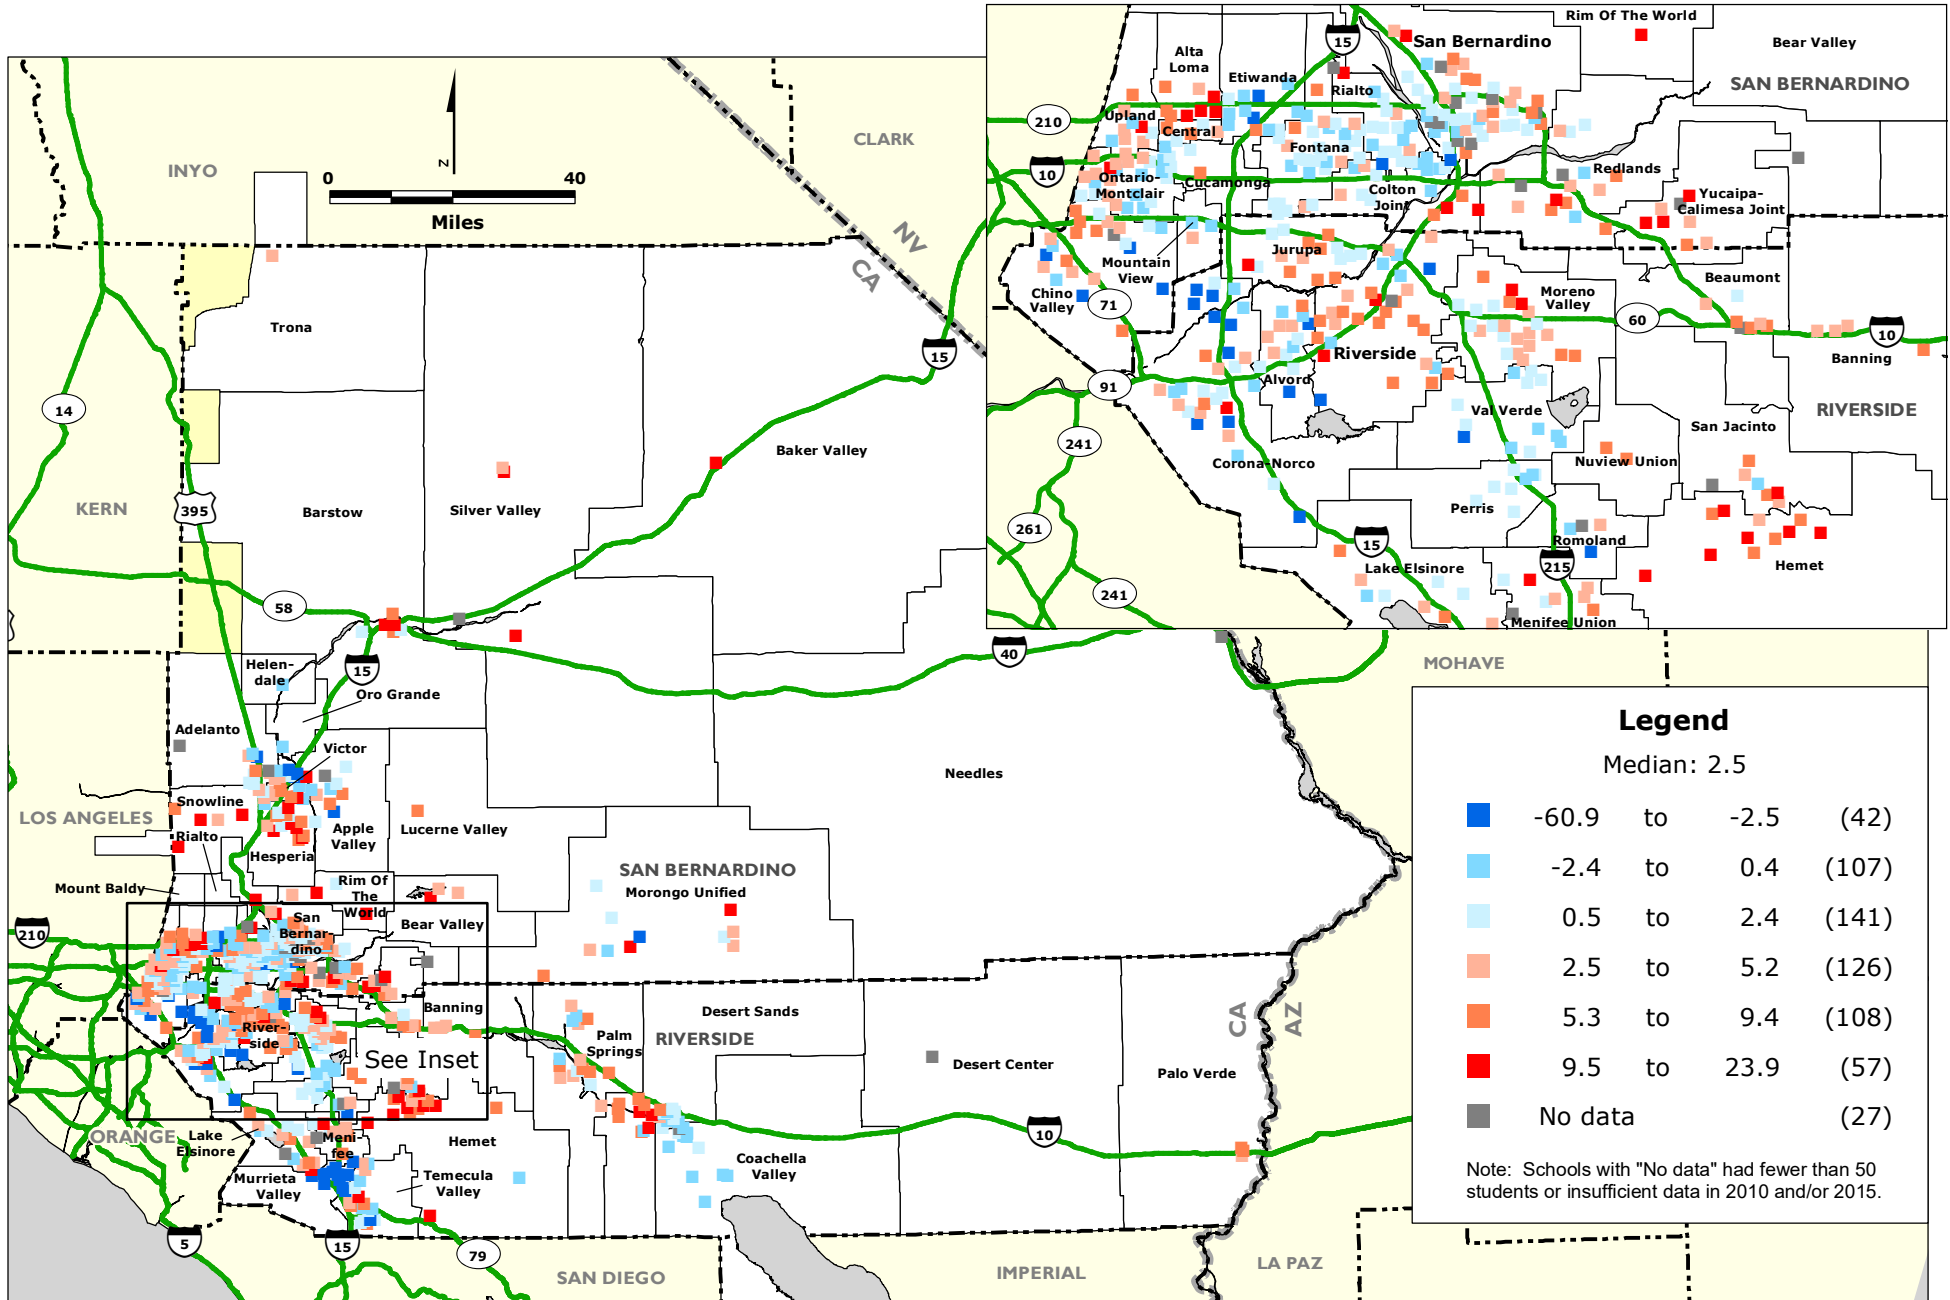 INYO
CLARK
NV
CA
KERN
LOS ANGELES
ORANGE
SAN DIEGO
IMPERIAL
LA PAZ
MOHAVE
CA
AZ
SAN BERNARDINO
RIVERSIDE
0
40
Miles
N
Trona
Barstow
Silver Valley
Baker Valley
Helen-
dale
Oro Grande
Adelanto
Victor
Snowline
Rialto
Apple
Valley
Lucerne Valley
Hesperia
Mount Baldy
Rim Of
The
World
San
Bernar-
dino
Bear Valley
Morongo Unified
Needles
Banning
River-
side
See Inset
Palm
Springs
Desert Sands
Desert Center
Palo Verde
Coachella
Valley
Hemet
Lake
Elsinore
Meni-
fee
Murrieta
Valley
Temecula
Valley
14
395
58
15
15
40
210
10
5
15
79
Rim Of The World
San Bernardino
Bear Valley
SAN BERNARDINO
Alta
Loma
Etiwanda
Rialto
Upland
Central
Fontana
Redlands
Ontario-
Montclair
Cucamonga
Colton
Joint
Yucaipa-
Calimesa Joint
Mountain
View
Jurupa
Beaumont
Chino
Valley
Moreno
Valley
Riverside
Banning
Alvord
Val Verde
RIVERSIDE
San Jacinto
Corona-Norco
Nuview Union
Perris
Romoland
Lake Elsinore
Hemet
Menifee Union
15
210
10
71
60
10
91
241
261
241
15
215
Legend
Median: 2.5
-60.9 to -2.5 (42)
-2.4 to 0.4 (107)
0.5 to 2.4 (141)
2.5 to 5.2 (126)
5.3 to 9.4 (108)
9.5 to 23.9 (57)
No data (27)
Note: Schools with "No data" had fewer than 50
students or insufficient data in 2010 and/or 2015.